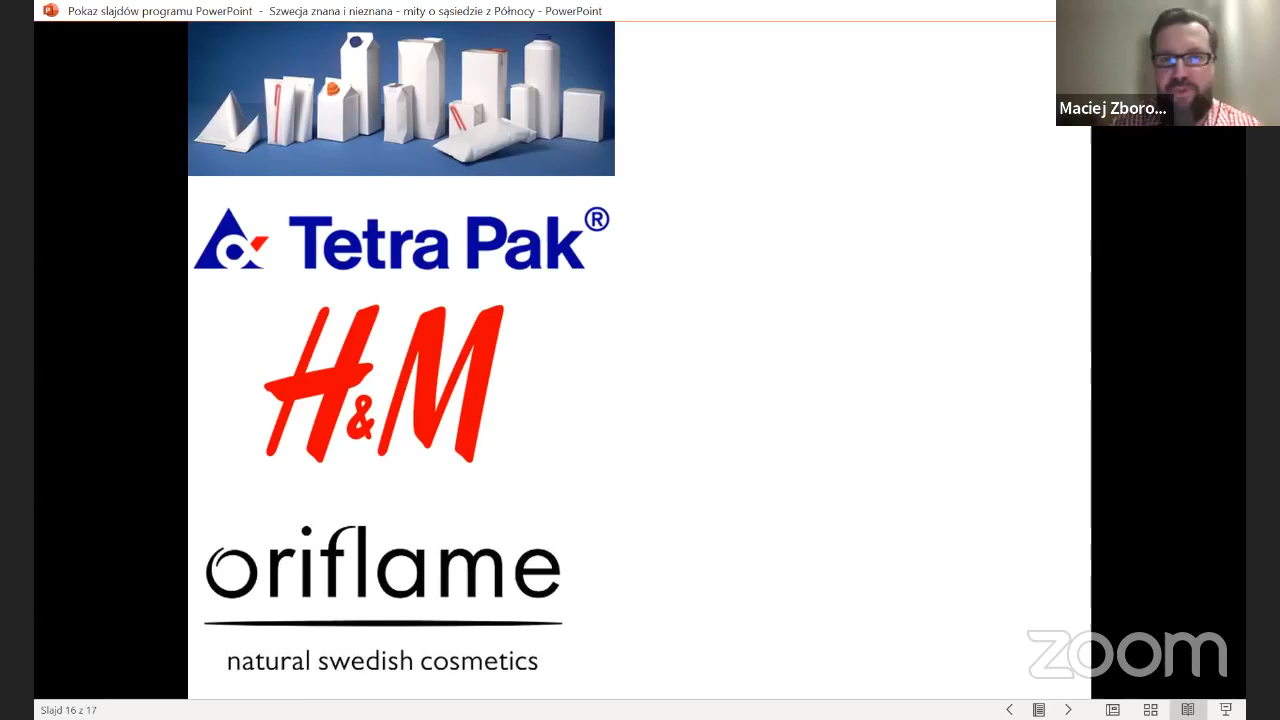 Pokaz slajdów programu PowerPoint - Szwecja znana i nieznana - mity o sąsiedzie z Północy - PowerPoint
Maciej Zboro...
Tetra Pak®
H&M
oriflame
natural swedish cosmetics
zoom
Slajd 16 z 17